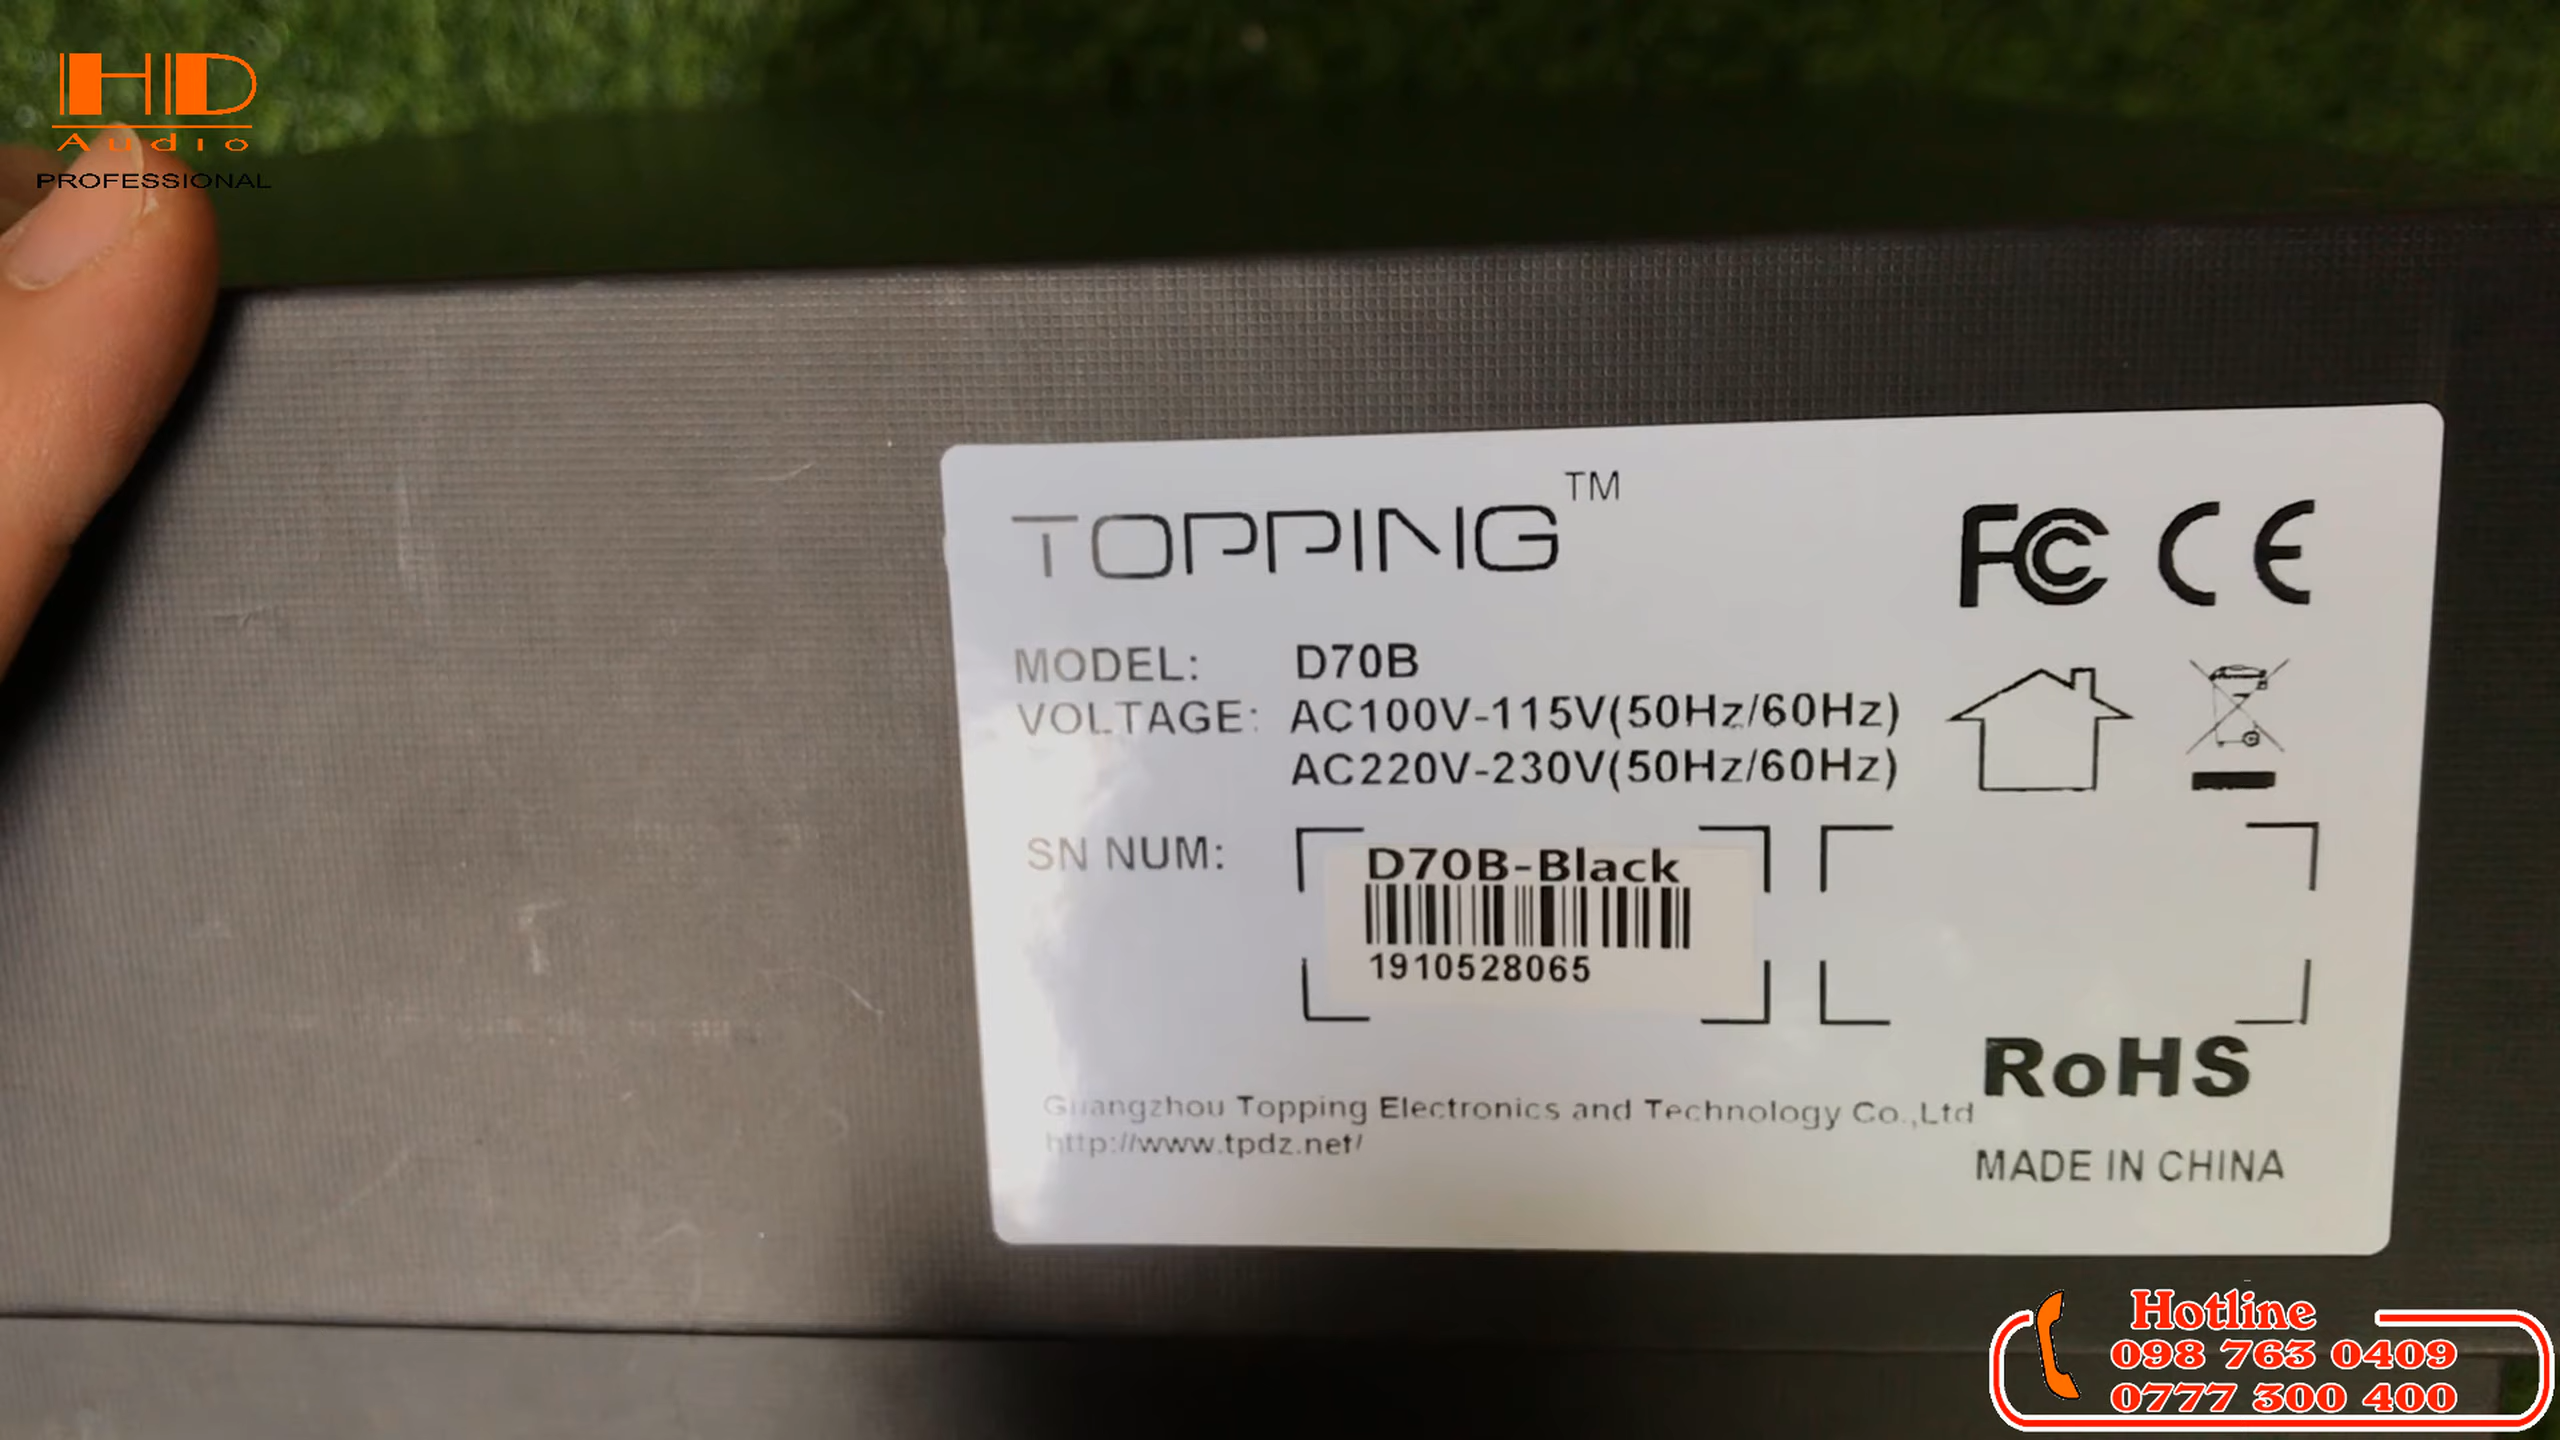 HD
Audio
PROFESSIONAL
TOPPING™
FC CE
MODEL: D70B
VOLTAGE: AC100V-115V(50Hz/60Hz)
AC220V-230V(50Hz/60Hz)
SN NUM: D70B-Black
1910528065
RoHS
Guangzhou Topping Electronics and Technology Co.,Ltd
http://www.tpdz.net/
MADE IN CHINA
Hotline
098 763 0409
0777 300 400